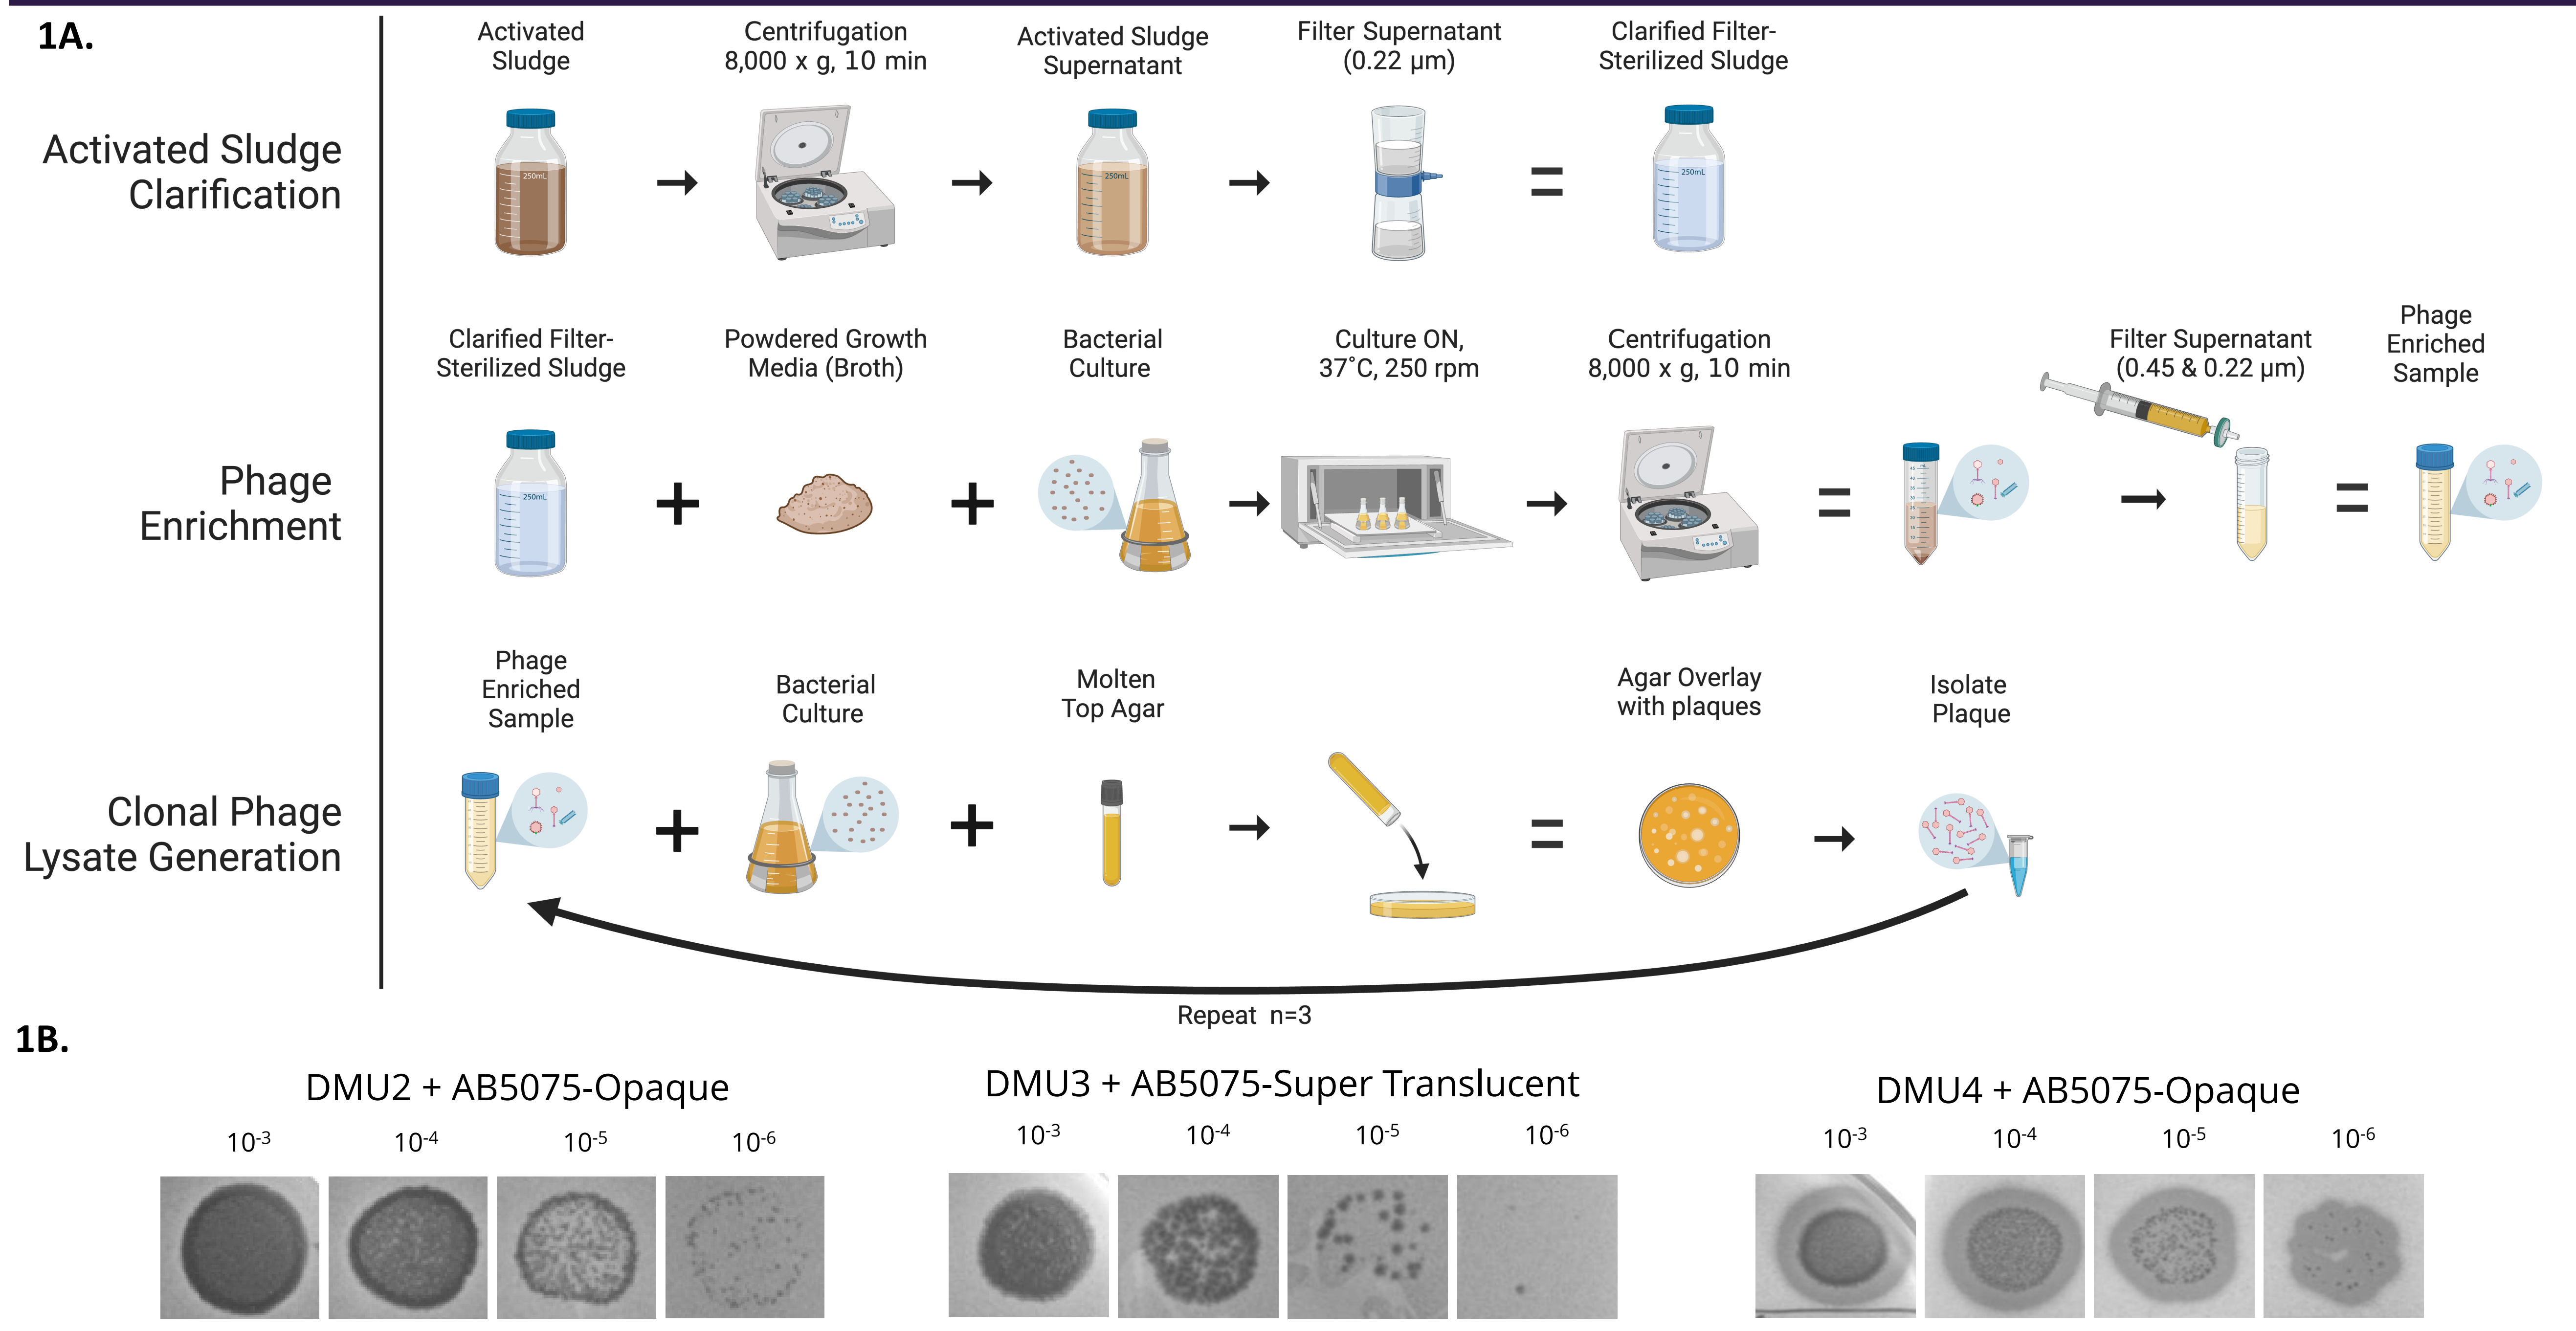 1A.
Activated Sludge
Clarification
Activated
Sludge
Centrifugation
8,000 x g, 10 min
Activated Sludge
Supernatant
Filter Supernatant
(0.22 µm)
Clarified Filter-
Sterilized Sludge
250mL
250mL
250mL
Phage
Enrichment
Clarified Filter-
Sterilized Sludge
Powdered Growth
Media (Broth)
Bacterial
Culture
Culture ON,
37˚C, 250 rpm
Centrifugation
8,000 x g, 10 min
Filter Supernatant
(0.45 & 0.22 µm)
Phage
Enriched
Sample
250mL
Clonal Phage
Lysate Generation
Phage
Enriched
Sample
Bacterial
Culture
Molten
Top Agar
Agar Overlay
with plaques
Isolate
Plaque
Repeat n=3
1B.
DMU2 + AB5075-Opaque
10⁻³ 10⁻⁴ 10⁻⁵ 10⁻⁶
DMU3 + AB5075-Super Translucent
10⁻³ 10⁻⁴ 10⁻⁵ 10⁻⁶
DMU4 + AB5075-Opaque
10⁻³ 10⁻⁴ 10⁻⁵ 10⁻⁶